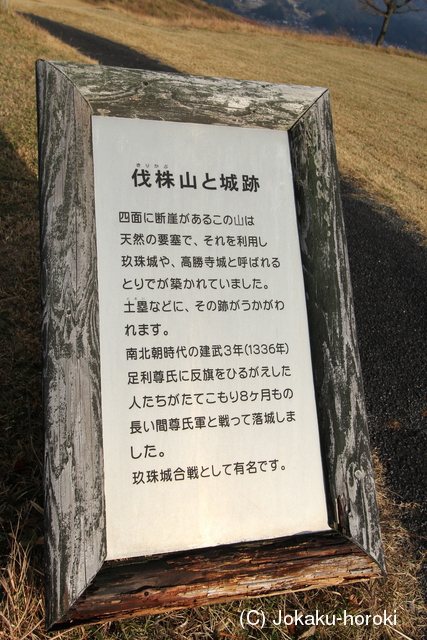 きりかぶ
伐株山と城跡
四面に断崖があるこの山は
天然の要塞で、それを利用し
玖珠城や、高勝寺城と呼ばれる
とりでが築かれていました。
土塁などに、その跡がうかがわ
れます。
南北朝時代の建武3年(1336年)
足利尊氏に反旗をひるがえした
人たちがたてこもり8ヶ月もの
長い間尊氏軍と戦って落城しま
した。
玖珠城合戦として有名です。
(C) Jokaku-horoki